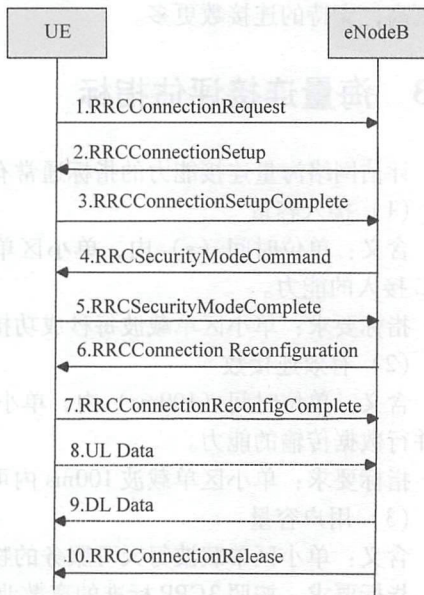 UE
eNodeB
1.RRCConnectionRequest
2.RRCConnectionSetup
3.RRCConnectionSetupComplete
4.RRCSecurityModeCommand
5.RRCSecurityModeComplete
6.RRCConnection Reconfiguration
7.RRCConnectionReconfigComplete
8.UL Data
9.DL Data
10.RRCConnectionRelease